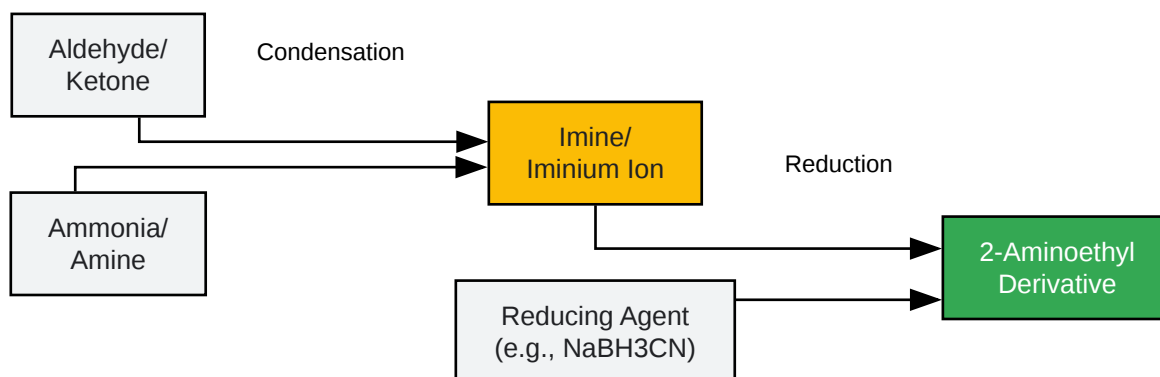 Aldehyde/
Ketone
Condensation
Ammonia/
Amine
Imine/
Iminium Ion
Reduction
Reducing Agent
(e.g., NaBH3CN)
2-Aminoethyl
Derivative